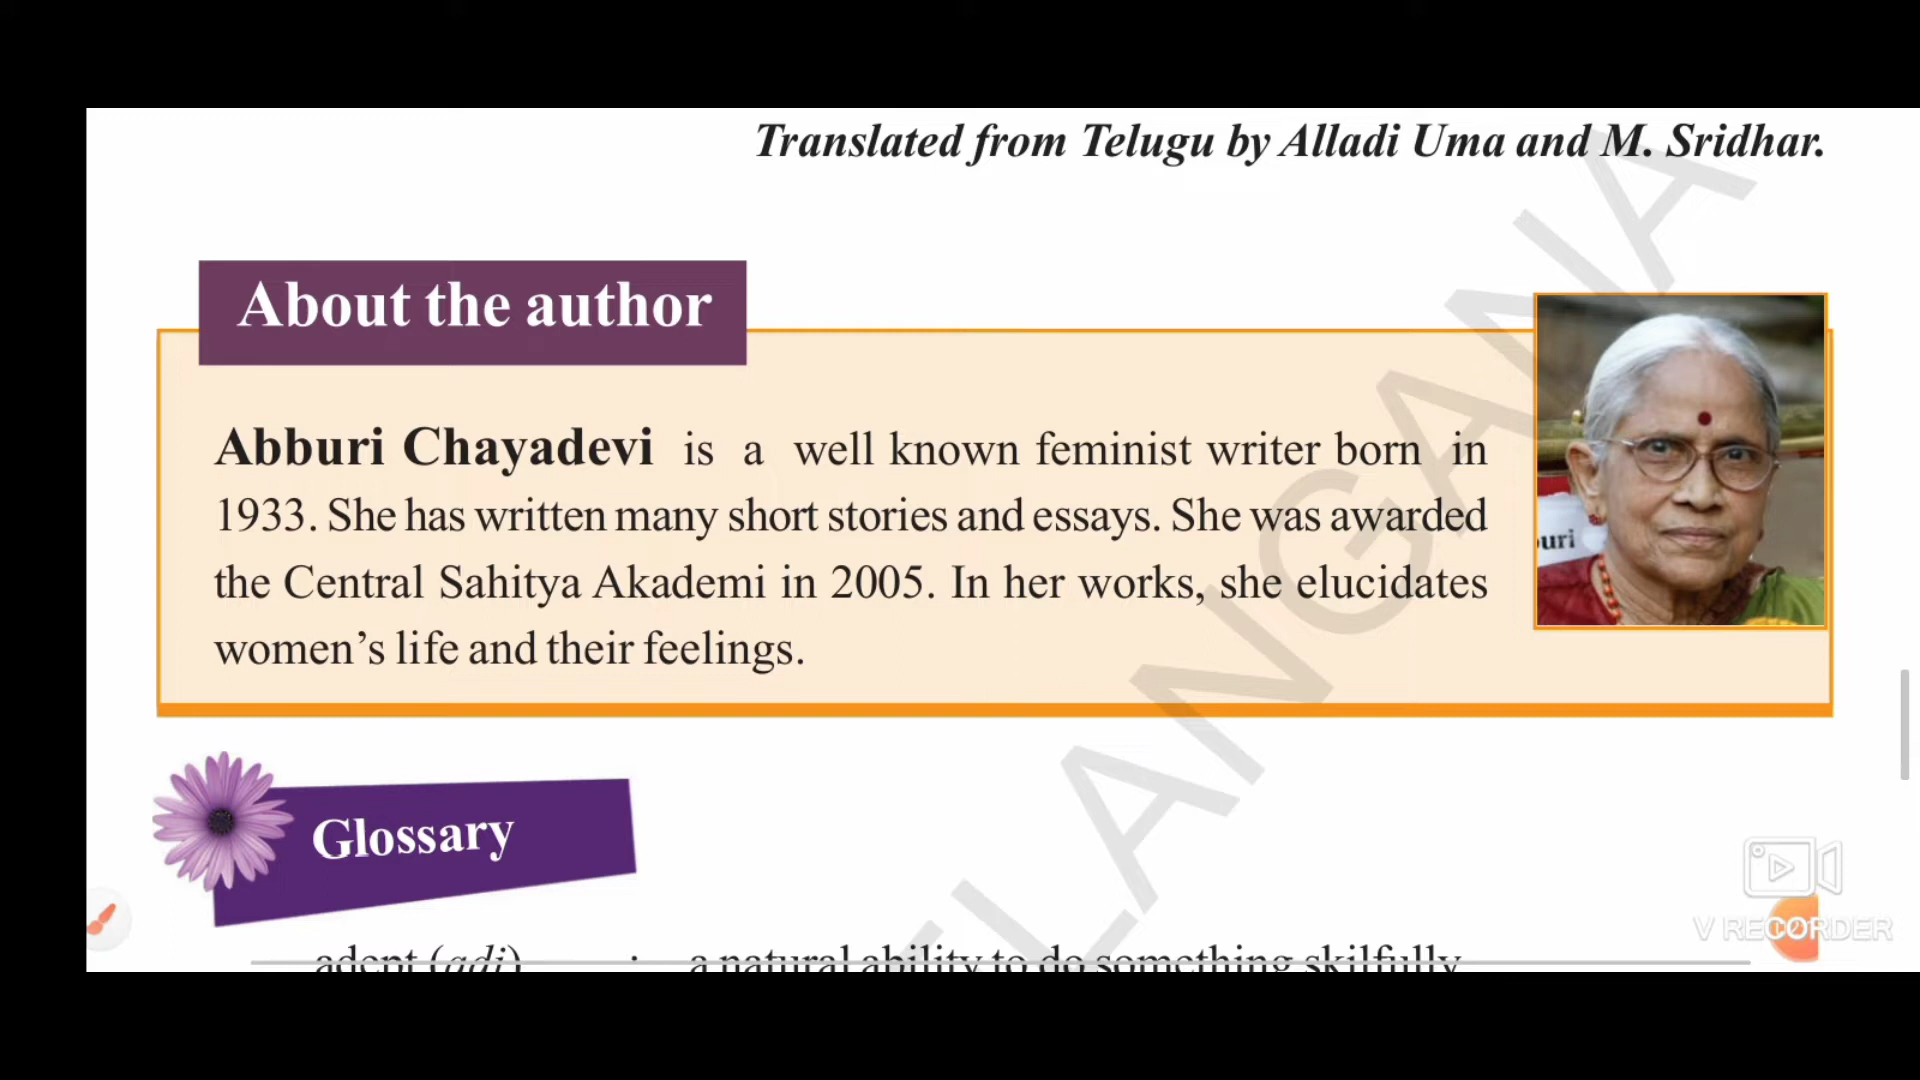 Translated from Telugu by Alladi Uma and M. Sridhar.
About the author
Abburi Chayadevi is a well known feminist writer born in
1933. She has written many short stories and essays. She was awarded
the Central Sahitya Akademi in 2005. In her works, she elucidates
women's life and their feelings.
uri
Glossary
adept (adj) : a natural ability to do something skilfully
TELANGANA
V RECORDER